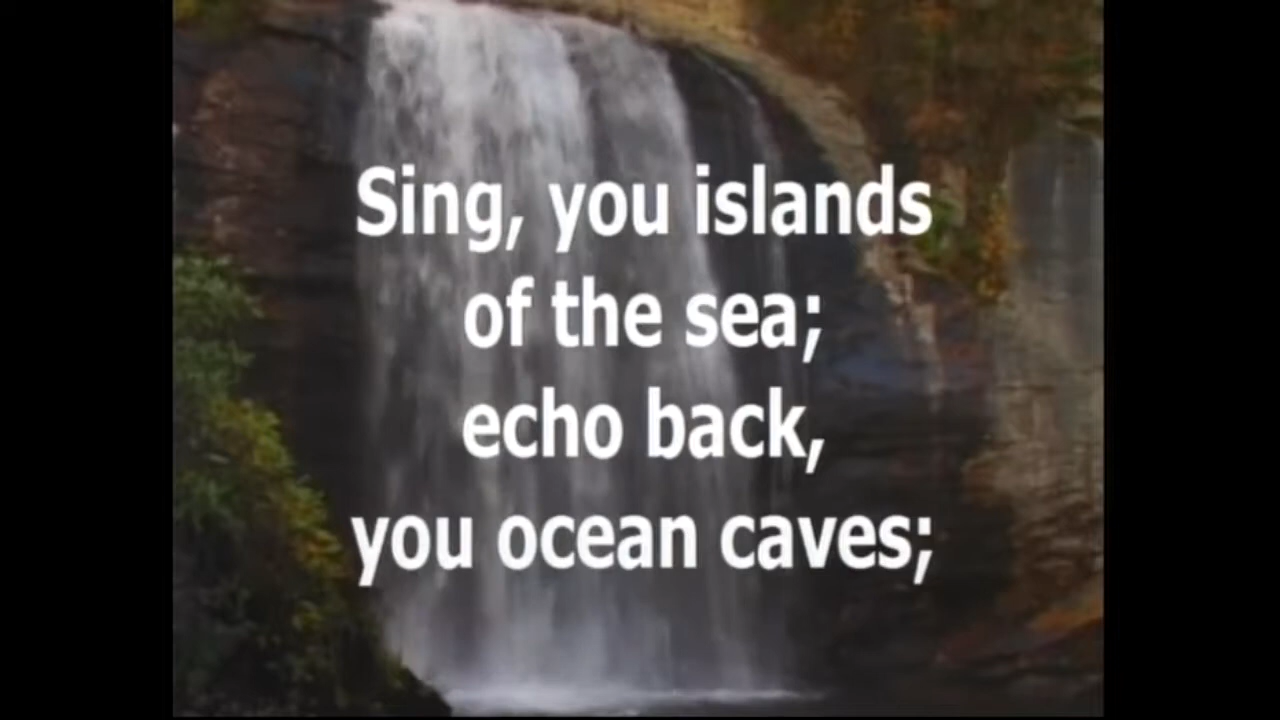 Sing, you islands
of the sea;
echo back,
you ocean caves;